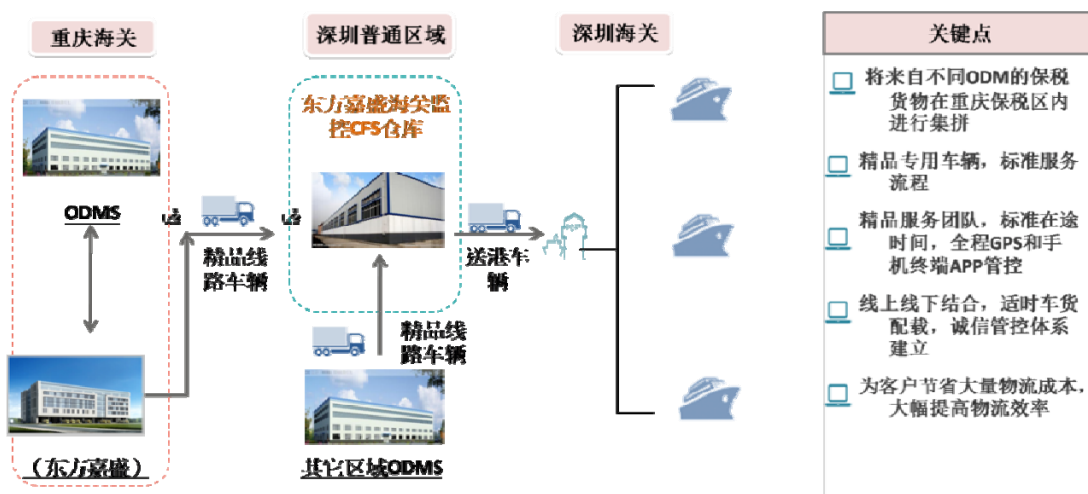 重庆海关
深圳普通区域
深圳海关
关键点
东方嘉盛海关监
控CFS仓库
ODMS
精品线
路车辆
送港车
辆
精品线
路车辆
(东方嘉盛)
其它区域ODMS
将来自不同ODM的保税
货物在重庆保税区内
进行集拼
精品专用车辆，标准服务
流程
精品服务团队，标准在途
时间，全程GPS和手
机终端APP管控
线上线下结合，适时车货
配载，诚信管控体系
建立
为客户节省大量物流成本，
大幅提高物流效率